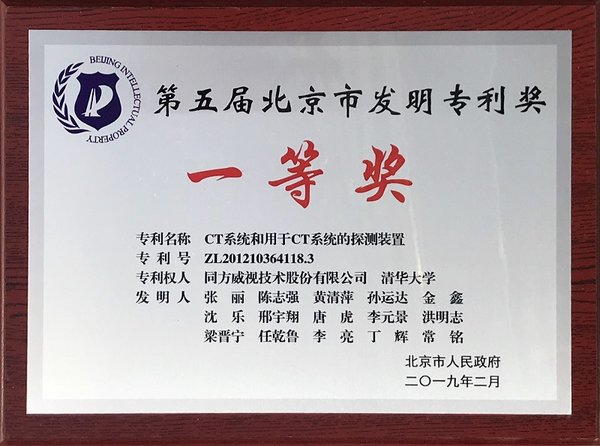 BEIJING INTELLECTUAL PROPERTY
第五届北京市发明专利奖
一等奖
专利名称 CT系统和用于CT系统的探测装置
专利号 ZL201210364118.3
专利权人 同方威视技术股份有限公司 清华大学
发明人 张丽 陈志强 黄清萍 孙运达 金鑫
沈乐 邢宇翔 唐虎 李元景 洪明志
梁晋宁 任乾鲁 李亮 丁辉 常铭
北京市人民政府
二〇一九年二月